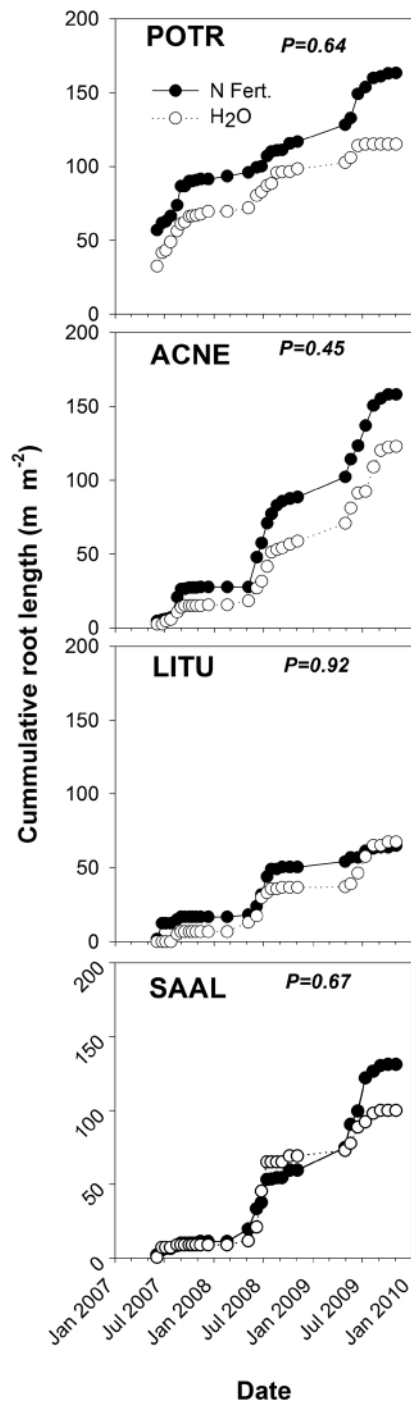 POTR
P=0.64
N Fert.
H2O
200
150
100
50
0
ACNE
P=0.45
200
150
100
50
0
LITU
P=0.92
200
150
100
50
0
SAAL
P=0.67
200
150
100
50
0
Cummulative root length (m m-2)
Jan 2007
Jul 2007
Jan 2008
Jul 2008
Jan 2009
Jul 2009
Jan 2010
Date